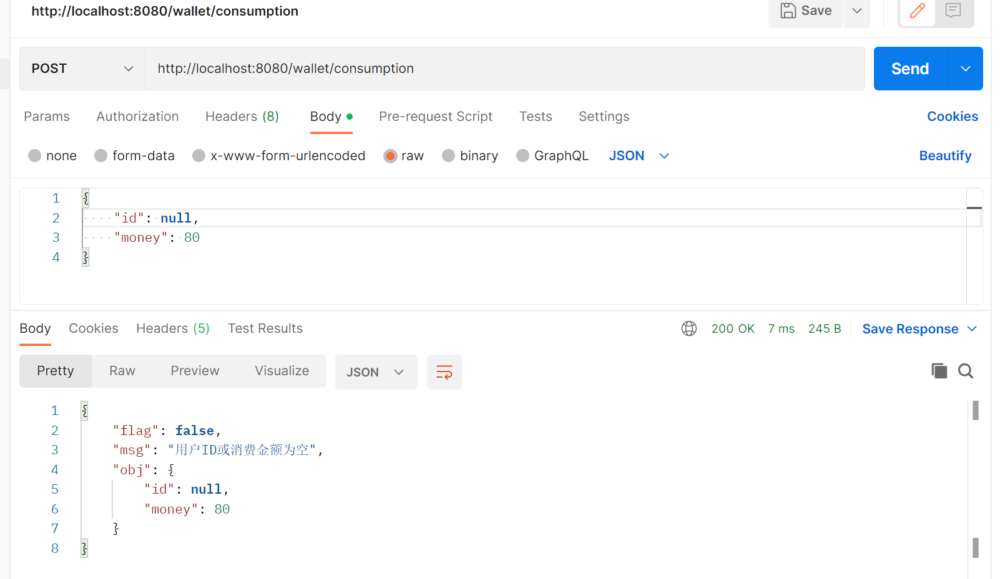 http://localhost:8080/wallet/consumption
Save
POST
http://localhost:8080/wallet/consumption
Send
Params Authorization Headers (8) Body Pre-request Script Tests Settings Cookies
none form-data x-www-form-urlencoded raw binary GraphQL JSON Beautify
1 {
2 "id": null,
3 "money": 80
4 }
Body Cookies Headers (5) Test Results 200 OK 7 ms 245 B Save Response
Pretty Raw Preview Visualize JSON
1 {
2 "flag": false,
3 "msg": "用户ID或消费金额为空",
4 "obj": {
5 "id": null,
6 "money": 80
7 }
8 }